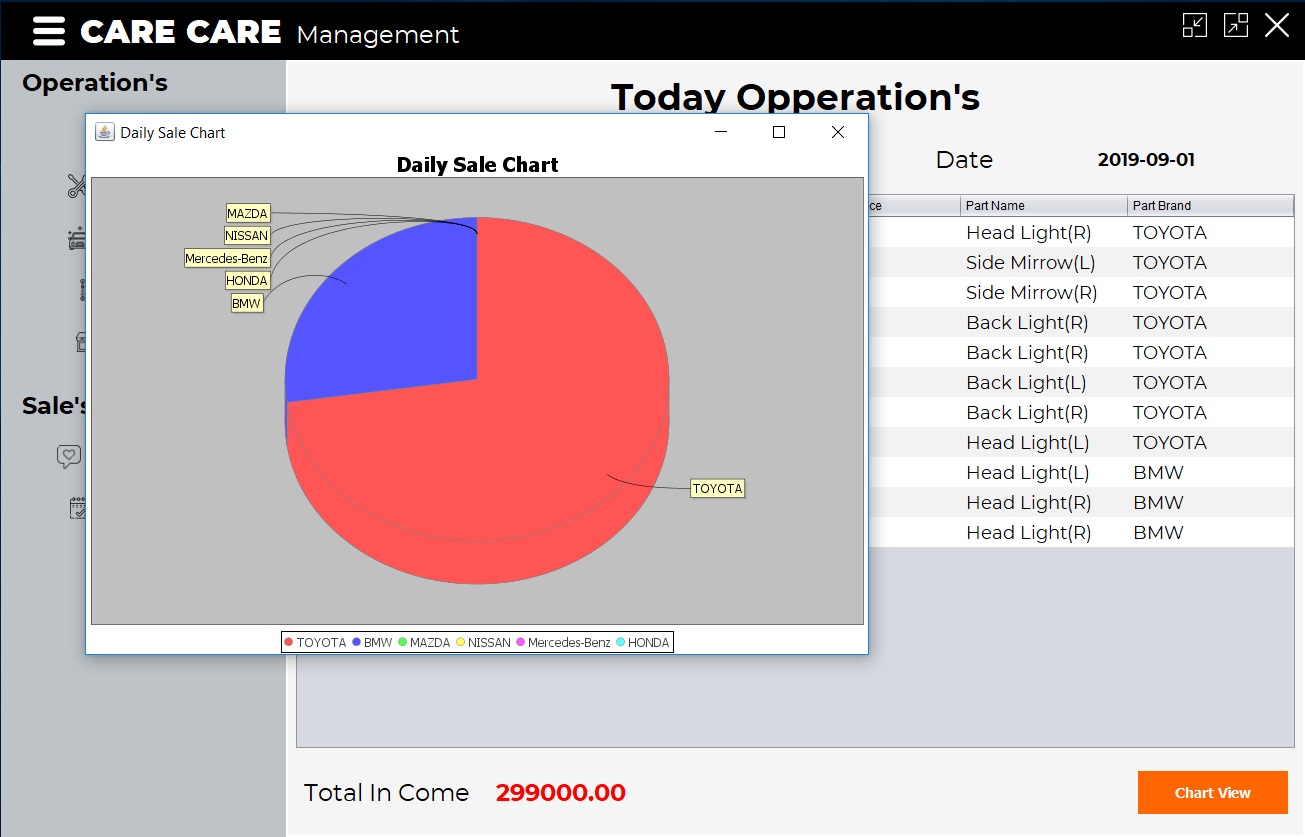 CARE CARE Management
Operation's
Today Opperation's
Daily Sale Chart
Date 2019-09-01
Daily Sale Chart
MAZDA
NISSAN
Mercedes-Benz
HONDA
BMW
TOYOTA
TOYOTA BMW MAZDA NISSAN Mercedes-Benz HONDA
ce Part Name Part Brand
Head Light(R) TOYOTA
Side Mirrow(L) TOYOTA
Side Mirrow(R) TOYOTA
Back Light(R) TOYOTA
Back Light(R) TOYOTA
Back Light(L) TOYOTA
Back Light(R) TOYOTA
Head Light(L) TOYOTA
Head Light(L) BMW
Head Light(R) BMW
Head Light(R) BMW
Sale's
Total In Come 299000.00
Chart View